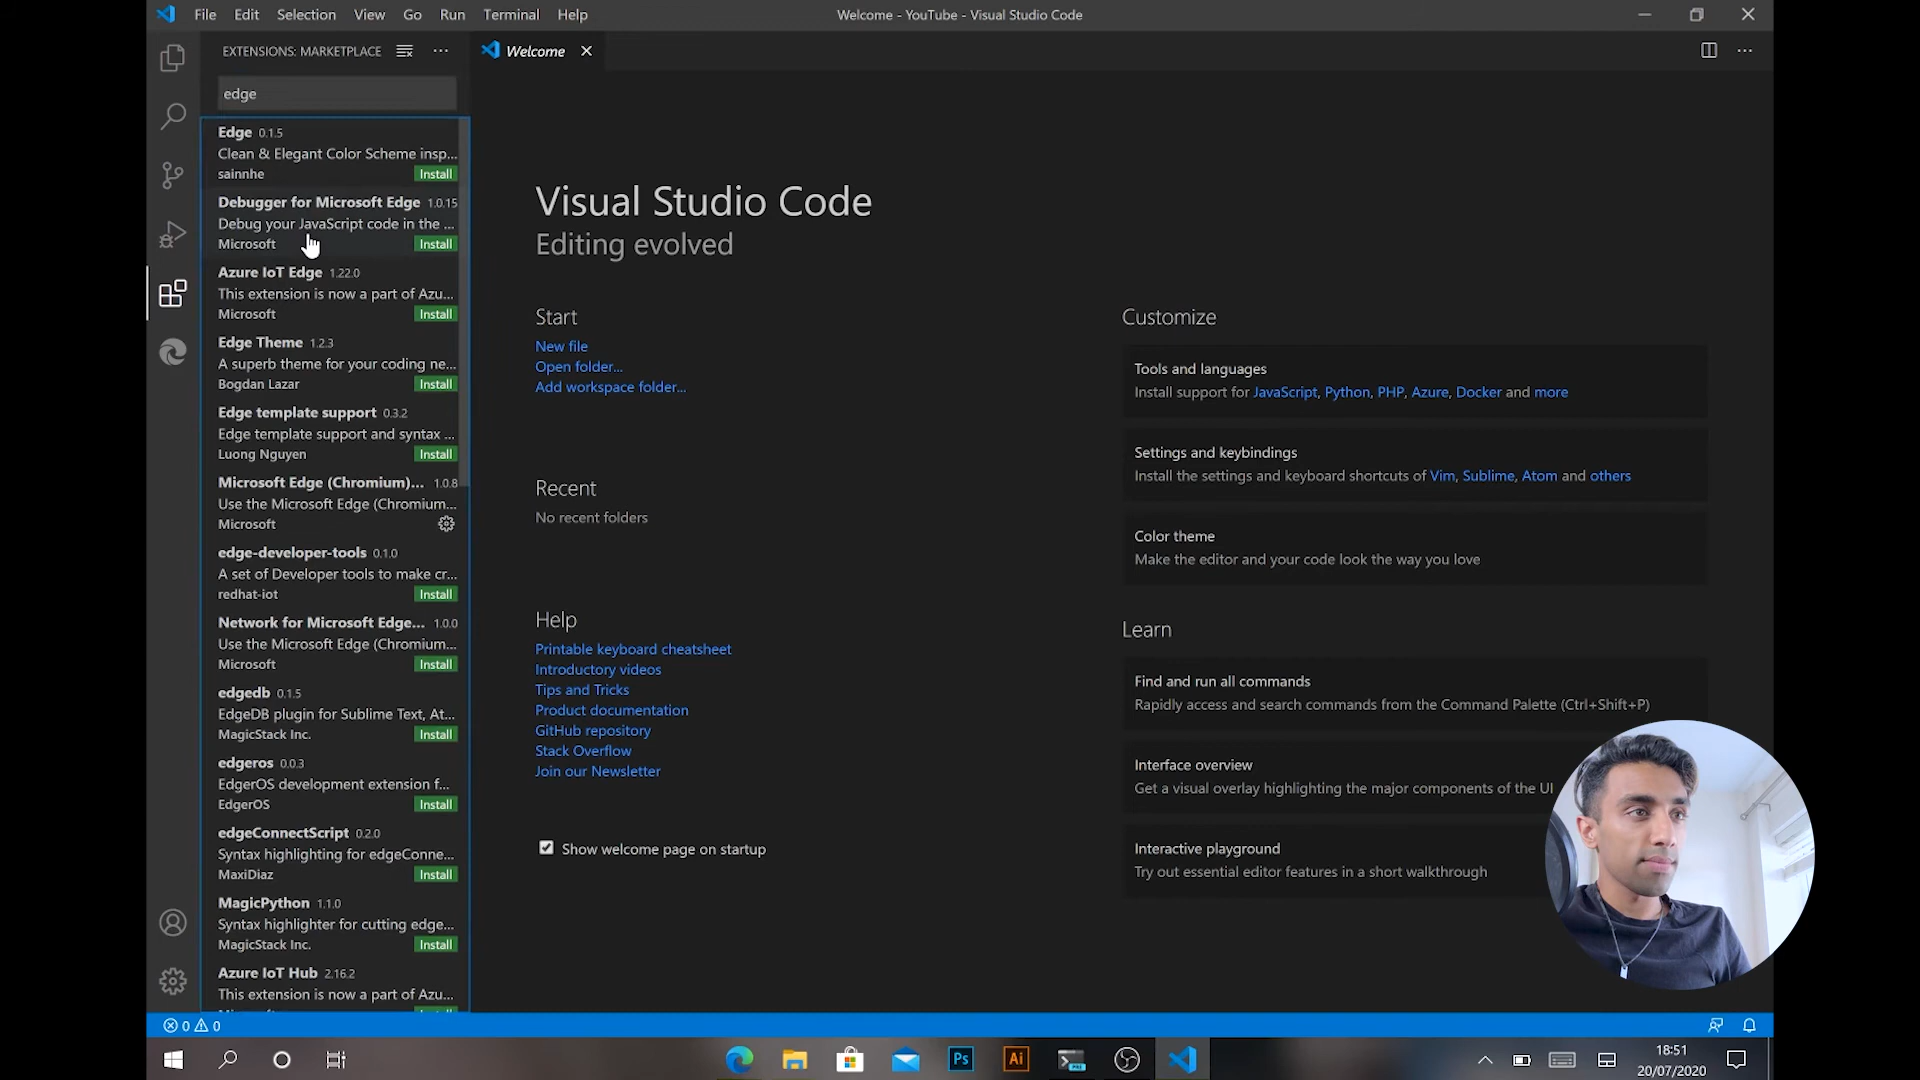 File Edit Selection View Go Run Terminal Help
Welcome - YouTube - Visual Studio Code
EXTENSIONS: MARKETPLACE
Welcome
edge
Edge 0.1.5
Clean & Elegant Color Scheme insp...
sainnhe Install
Debugger for Microsoft Edge 1.0.15
Debug your JavaScript code in the ...
Microsoft Install
Azure IoT Edge 1.22.0
This extension is now a part of Azu...
Microsoft Install
Edge Theme 1.2.3
A superb theme for your coding ne...
Bogdan Lazar Install
Edge template support 0.3.2
Edge template support and syntax ...
Luong Nguyen Install
Microsoft Edge (Chromium)... 1.0.8
Use the Microsoft Edge (Chromium...
Microsoft
edge-developer-tools 0.1.0
A set of Developer tools to make cr...
redhat-iot Install
Network for Microsoft Edge... 1.0.0
Use the Microsoft Edge (Chromium...
Microsoft Install
edgedb 0.1.5
EdgeDB plugin for Sublime Text, At...
MagicStack Inc. Install
edgeros 0.0.3
EdgerOS development extension f...
EdgerOS Install
edgeConnectScript 0.2.0
Syntax highlighting for edgeConne...
MaxiDiaz Install
MagicPython 1.1.0
Syntax highlighter for cutting edge...
MagicStack Inc. Install
Azure IoT Hub 2.16.2
This extension is now a part of Azu...
Visual Studio Code
Editing evolved
Start
New file
Open folder...
Add workspace folder...
Recent
No recent folders
Help
Printable keyboard cheatsheet
Introductory videos
Tips and Tricks
Product documentation
GitHub repository
Stack Overflow
Join our Newsletter
Show welcome page on startup
Customize
Tools and languages
Install support for JavaScript, Python, PHP, Azure, Docker and more
Settings and keybindings
Install the settings and keyboard shortcuts of Vim, Sublime, Atom and others
Color theme
Make the editor and your code look the way you love
Learn
Find and run all commands
Rapidly access and search commands from the Command Palette (Ctrl+Shift+P)
Interface overview
Get a visual overlay highlighting the major components of the UI
Interactive playground
Try out essential editor features in a short walkthrough
0 0
Ps
Ai
PRE
18:51
20/07/2020